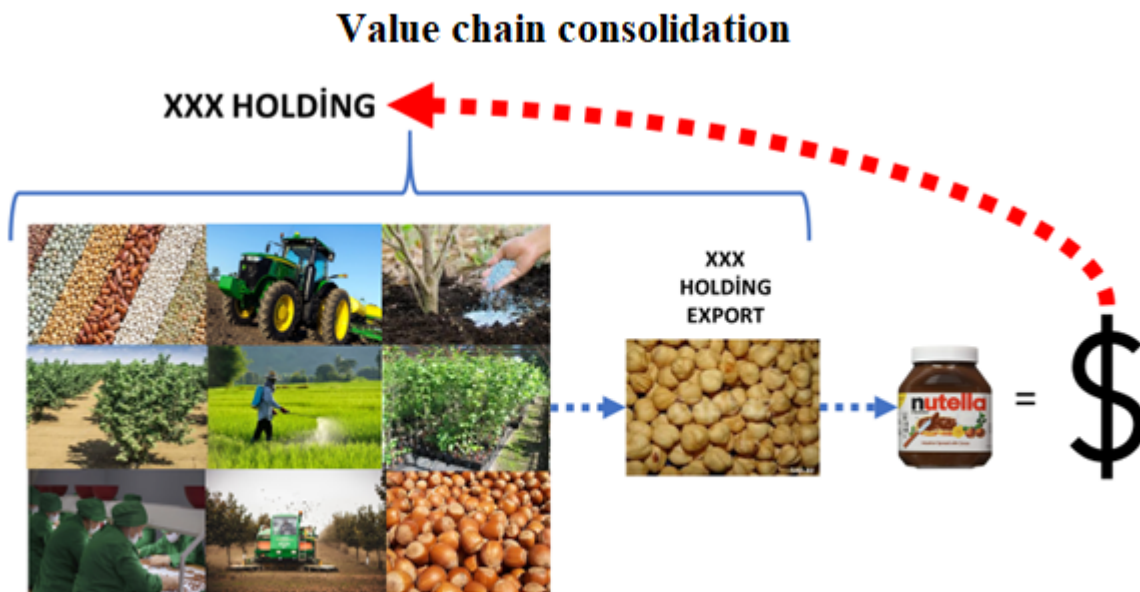 Value chain consolidation
XXX HOLDİNG
XXX
HOLDİNG
EXPORT
nutella
=
$